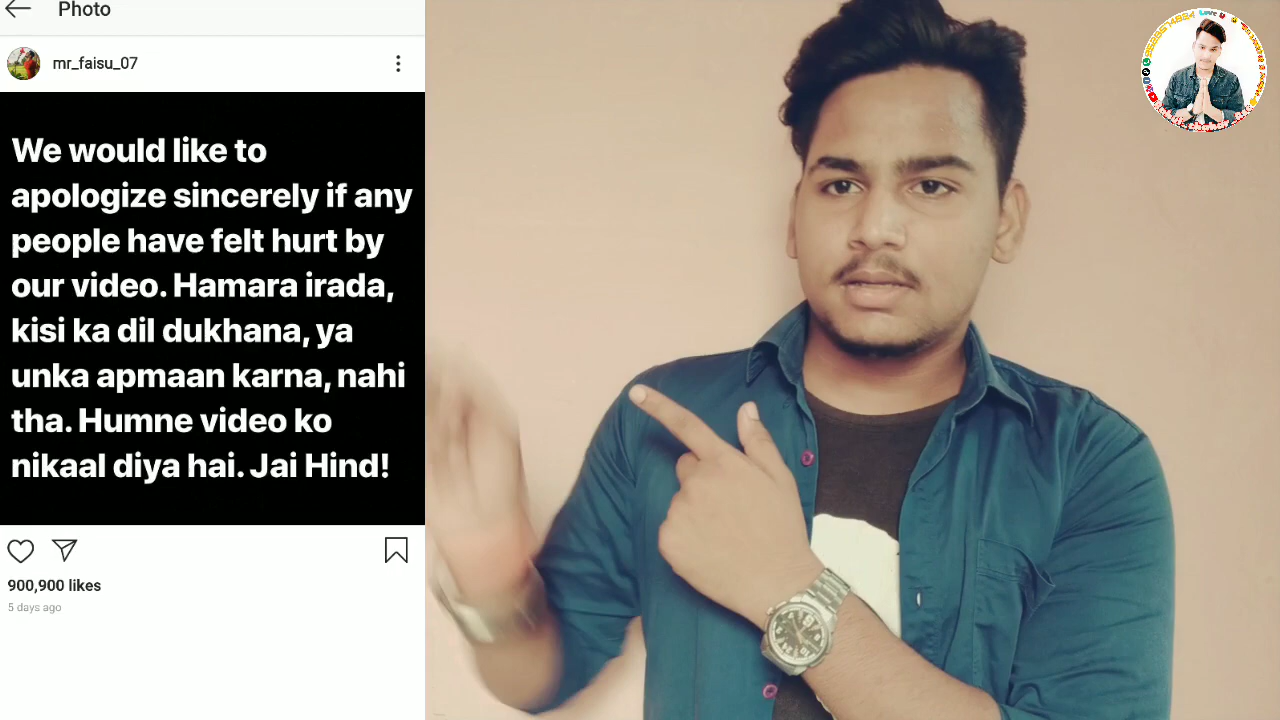 Photo
mr_faisu_07
We would like to
apologize sincerely if any
people have felt hurt by
our video. Hamara irada,
kisi ka dil dukhana, ya
unka apmaan karna, nahi
tha. Humne video ko
nikaal diya hai. Jai Hind!
900,900 likes
5 days ago